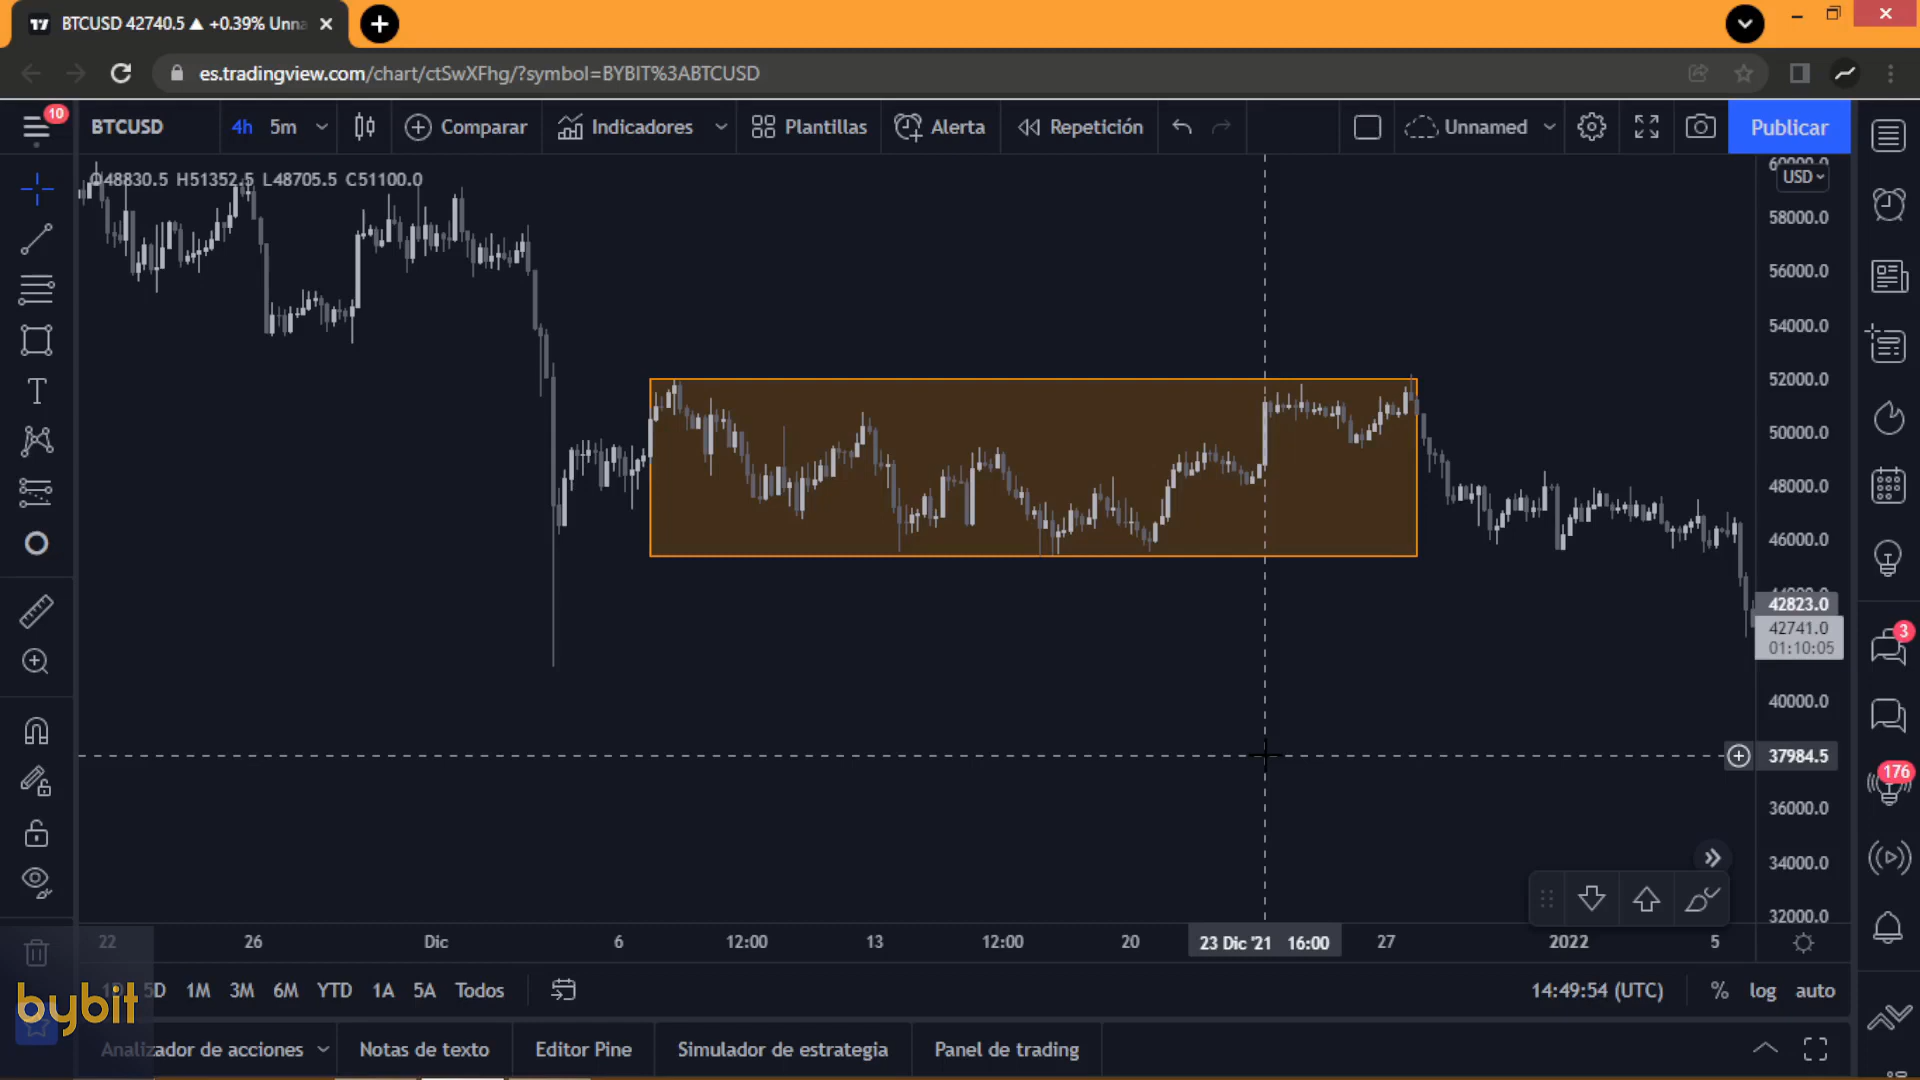 BTCUSD 42740.5 ▲ +0.39% Unna
es.tradingview.com/chart/ctSwXFhg/?symbol=BYBIT%3ABTCUSD
10
BTCUSD 4h 5m Comparar Indicadores Plantillas Alerta Repetición Unnamed Publicar
O48830.5 H51352.5 L48705.5 C51100.0
60000.0
USD
58000.0
56000.0
54000.0
52000.0
50000.0
48000.0
46000.0
42823.0
42741.0
01:10:05
40000.0
37984.5
36000.0
34000.0
32000.0
3
176
22 26 Dic 6 12:00 13 12:00 20 23 Dic '21 16:00 27 2022 5
5D 1M 3M 6M YTD 1A 5A Todos 14:49:54 (UTC) % log auto
bybit
Analizador de acciones Notas de texto Editor Pine Simulador de estrategia Panel de trading